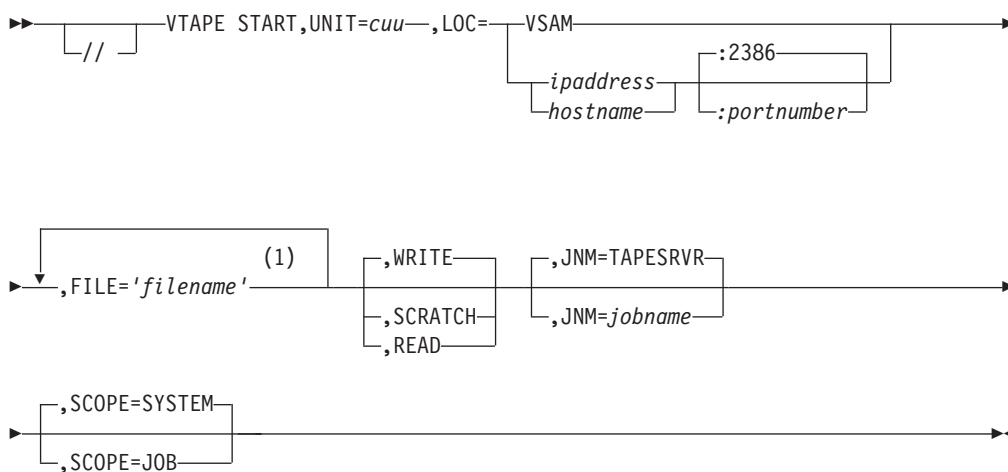 VTAPE START,UNIT=cuu ,LOC= VSAM
//
:2386
ipaddress
hostname
:portnumber
(1)
,FILE='filename'
,WRITE
,SCRATCH
,READ
,JNM=TAPESRVR
,JNM=jobname
,SCOPE=SYSTEM
,SCOPE=JOB